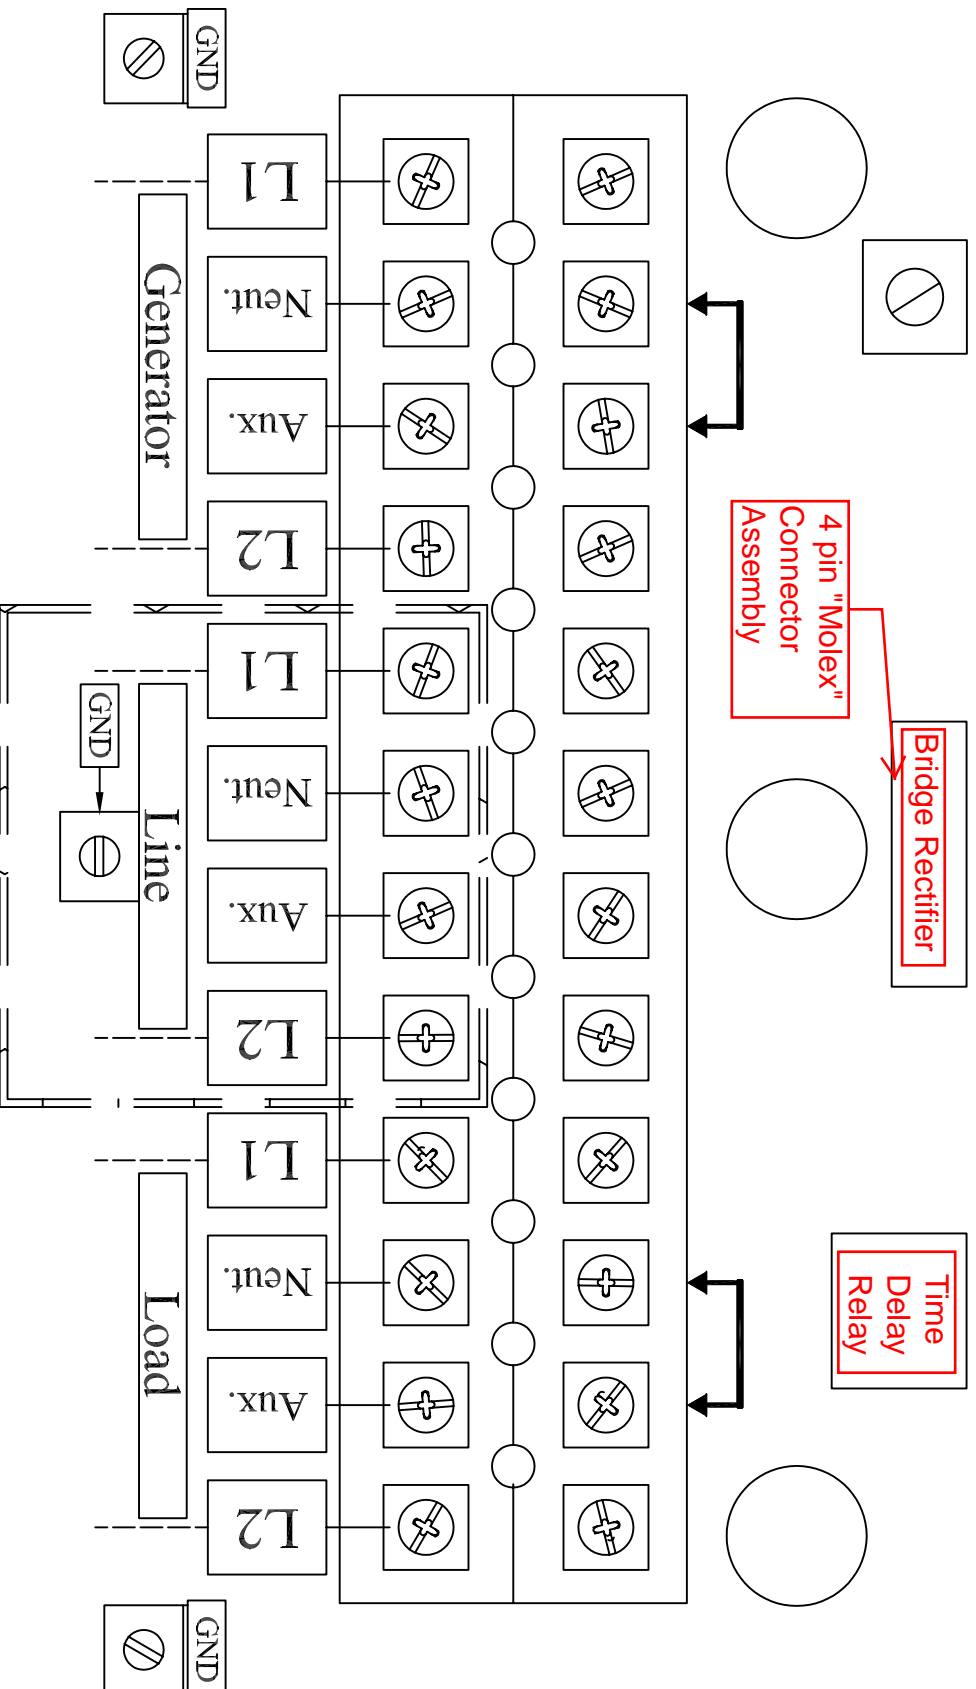 Time
Delay
Relay
Bridge Rectifier
4 pin "Molex"
Connector
Assembly
GND
L1
Neut.
Aux.
L2
L1
Neut.
Aux.
L2
L1
Neut.
Aux.
L2
GND
Generator
Line
Load
GND